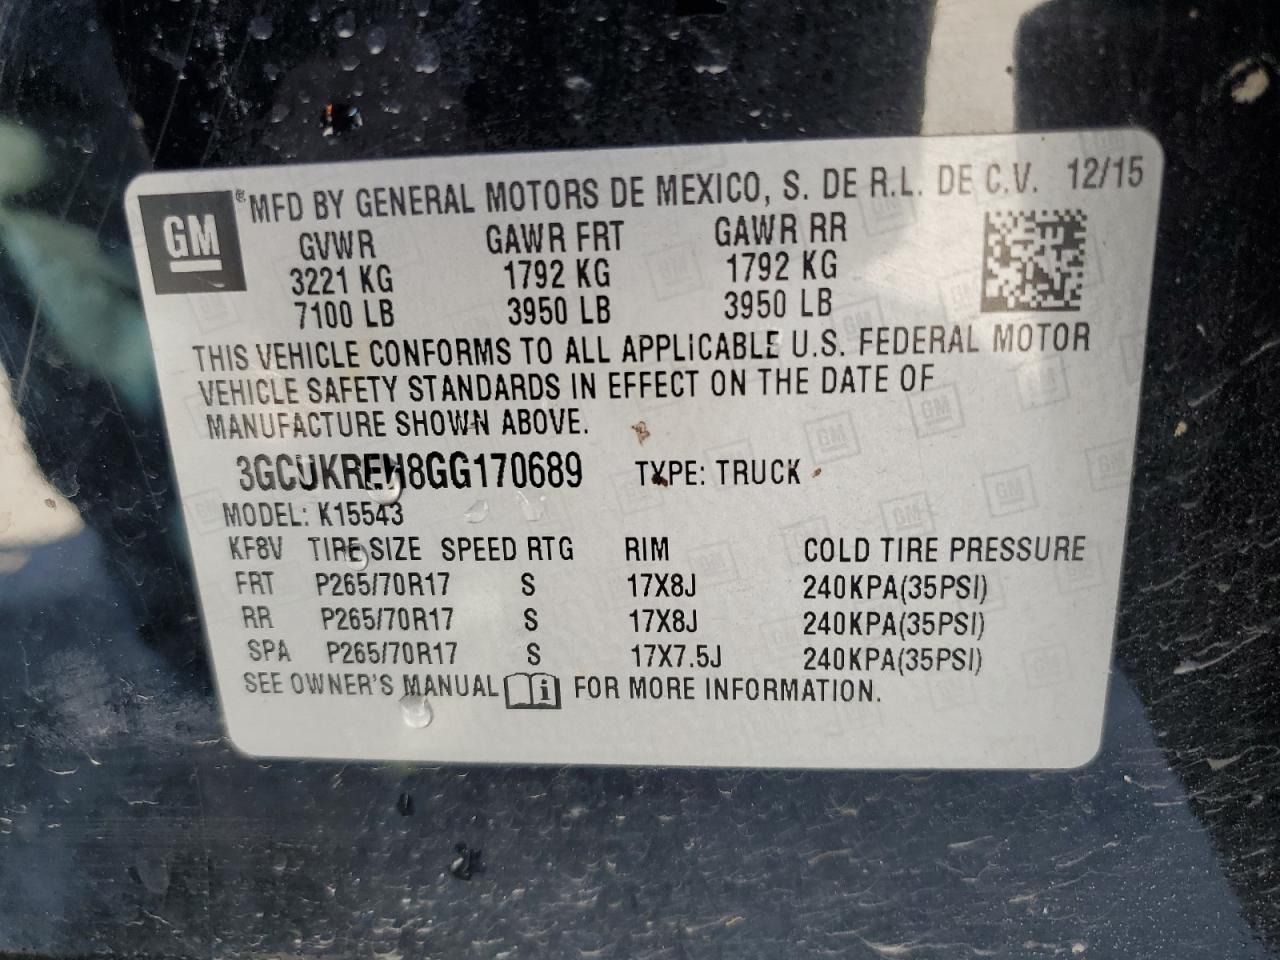 GM
® MFD BY GENERAL MOTORS DE MEXICO, S. DE R.L. DE C.V. 12/15
GVWR GAWR FRT GAWR RR
3221 KG 1792 KG 1792 KG
7100 LB 3950 LB 3950 LB
THIS VEHICLE CONFORMS TO ALL APPLICABLE U.S. FEDERAL MOTOR
VEHICLE SAFETY STANDARDS IN EFFECT ON THE DATE OF
MANUFACTURE SHOWN ABOVE.
3GCUKREH8GG170689 TYPE: TRUCK
MODEL: K15543
KF8V TIRE SIZE SPEED RTG RIM COLD TIRE PRESSURE
FRT P265/70R17 S 17X8J 240KPA(35PSI)
RR P265/70R17 S 17X8J 240KPA(35PSI)
SPA P265/70R17 S 17X7.5J 240KPA(35PSI)
SEE OWNER'S MANUAL FOR MORE INFORMATION.